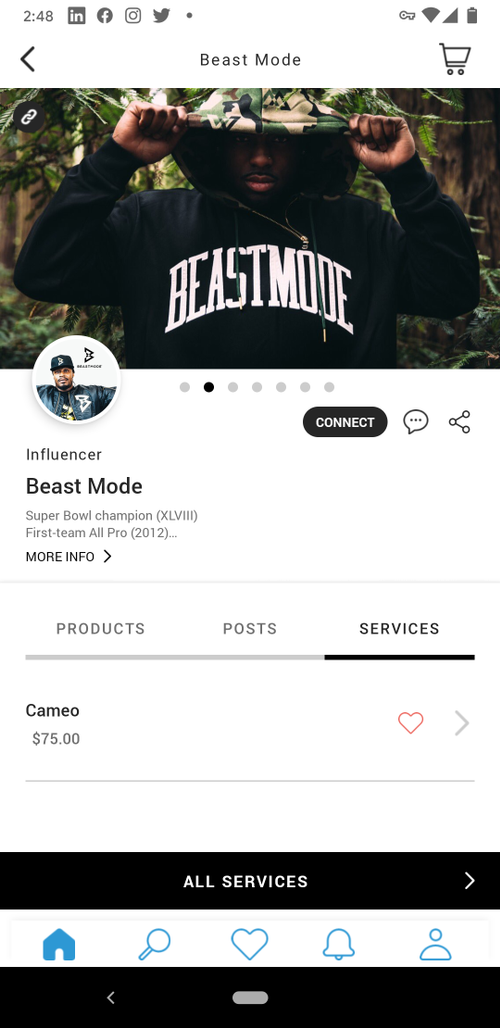 2:48
Beast Mode
BEASTMODE
BEASTMODE
CONNECT
Influencer
Beast Mode
Super Bowl champion (XLVIII)
First-team All Pro (2012)...
MORE INFO
PRODUCTS
POSTS
SERVICES
Cameo
$75.00
ALL SERVICES